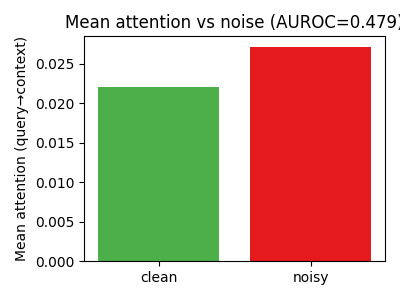 Mean attention vs noise (AUROC=0.479)
Mean attention (query→context)
0.025
0.020
0.015
0.010
0.005
0.000
clean
noisy